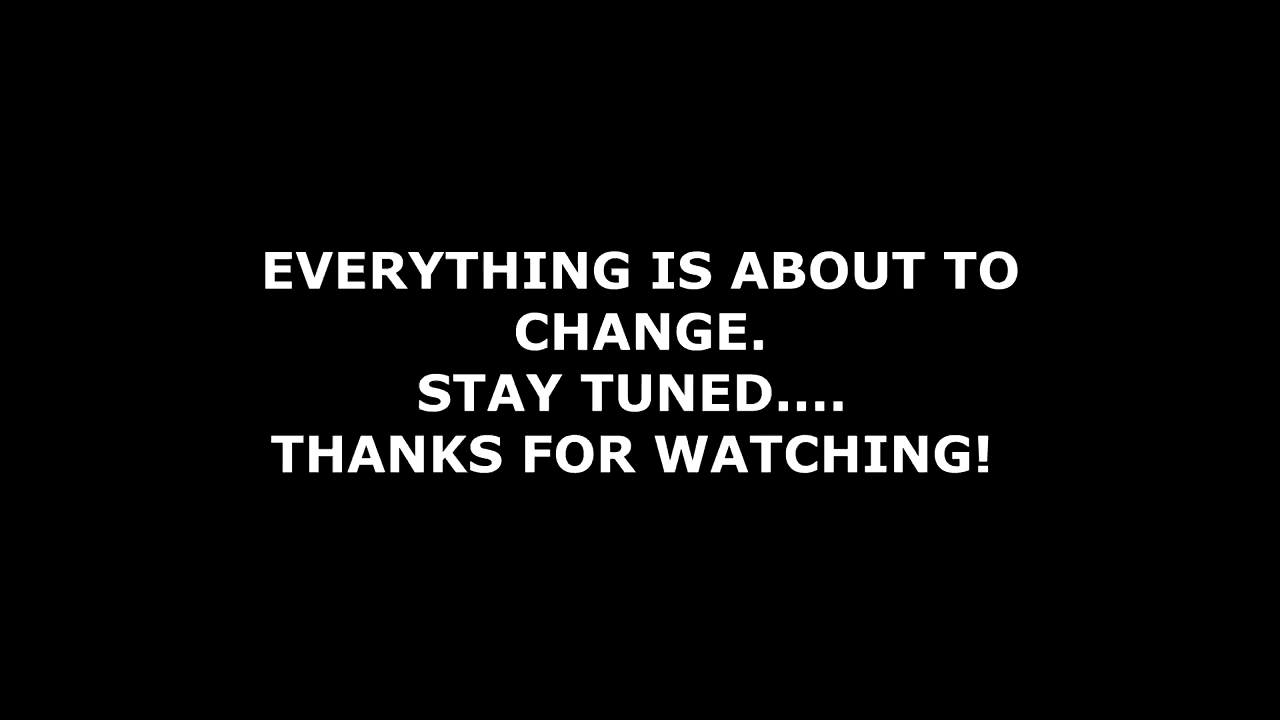 EVERYTHING IS ABOUT TO
CHANGE.
STAY TUNED....
THANKS FOR WATCHING!